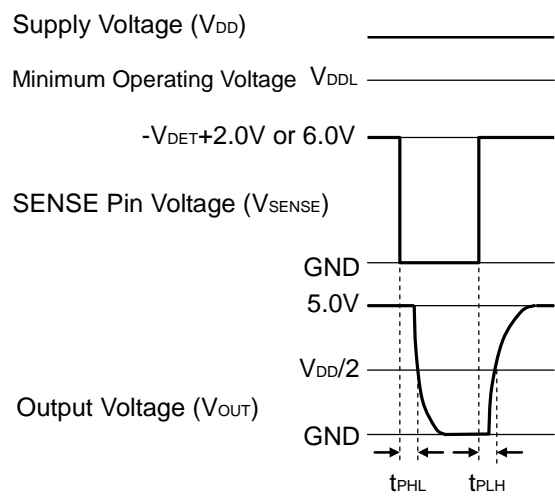 Supply Voltage (VDD)
Minimum Operating Voltage VDDL
-VDET+2.0V or 6.0V
SENSE Pin Voltage (VSENSE)
GND
5.0V
VDD/2
Output Voltage (VOUT)
GND
tPHL tPLH